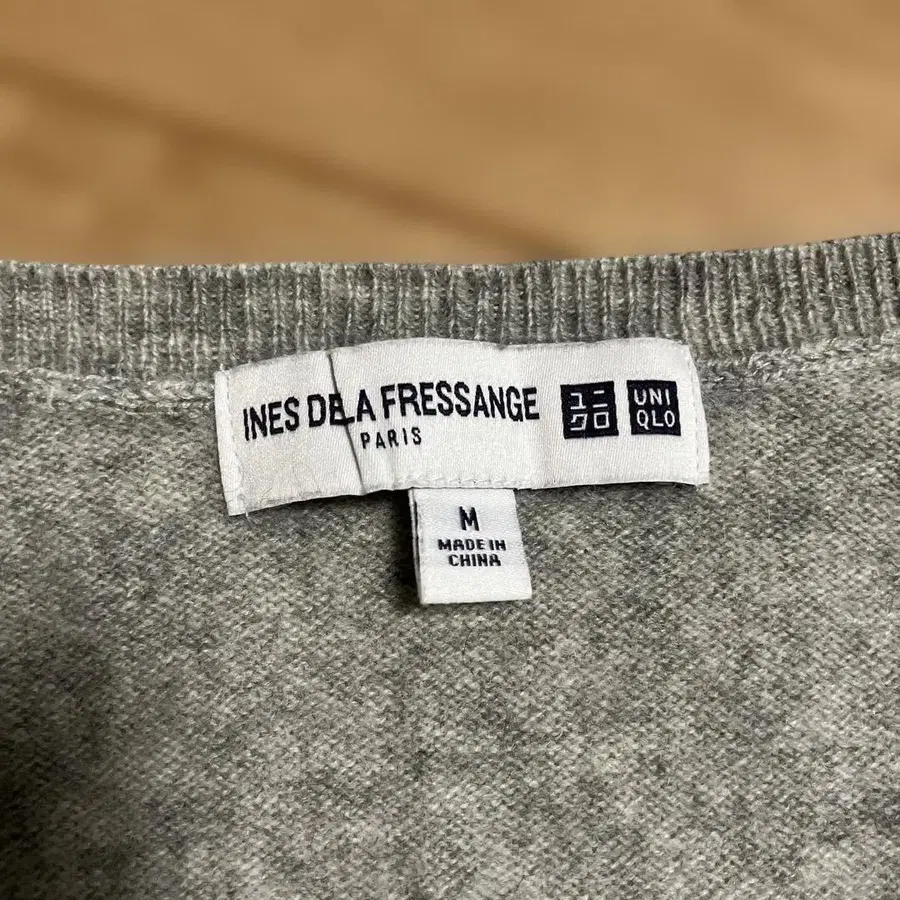 INES DE LA FRESSANGE
PARIS
ユニ
クロ
UNI
QLO
M
MADE IN
CHINA